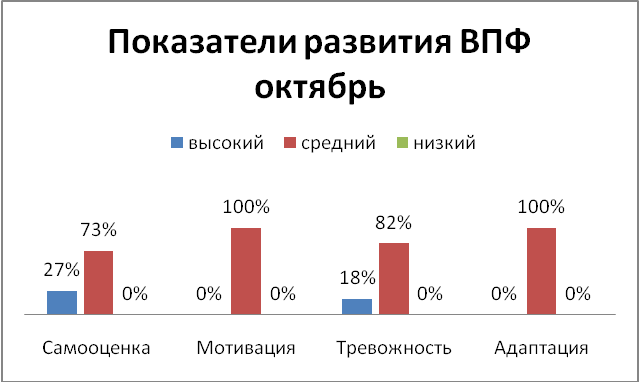 Показатели развития ВПФ
октябрь
высокий средний низкий
27% 73% 0% 0% 100% 0% 18% 82% 0% 0% 100% 0%
Самооценка Мотивация Тревожность Адаптация